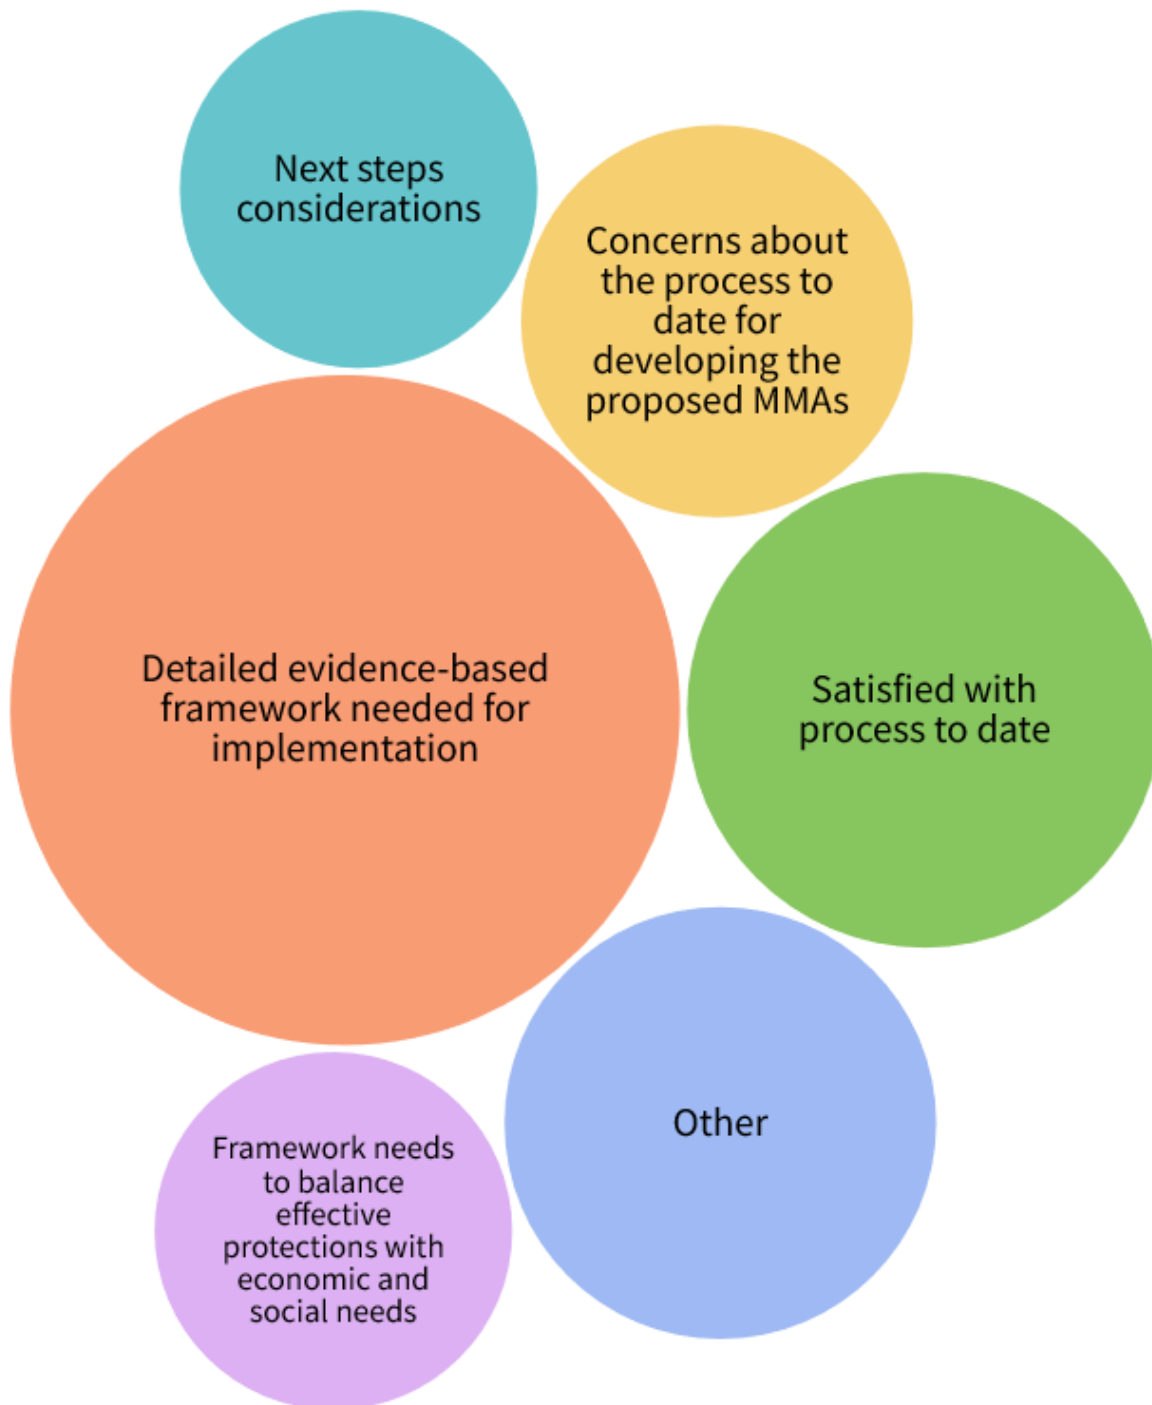 Next steps
considerations
Concerns about
the process to
date for
developing the
proposed MMAs
Detailed evidence-based
framework needed for
implementation
Satisfied with
process to date
Other
Framework needs
to balance
effective
protections with
economic and
social needs